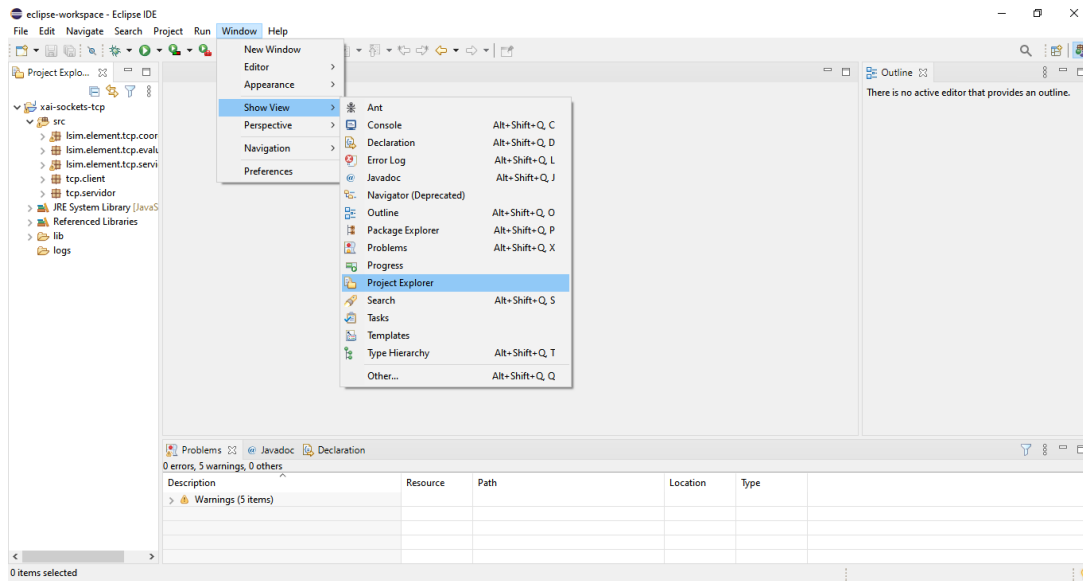 eclipse-workspace - Eclipse IDE
File Edit Navigate Search Project Run Window Help
Project Explo...
xai-sockets-tcp
src
lsim.element.tcp.coor
lsim.element.tcp.evalu
lsim.element.tcp.servi
tcp.client
tcp.servidor
JRE System Library [JavaS
Referenced Libraries
lib
logs
New Window
Editor
Appearance
Show View
Perspective
Navigation
Preferences
Ant
Console Alt+Shift+Q, C
Declaration Alt+Shift+Q, D
Error Log Alt+Shift+Q, L
Javadoc Alt+Shift+Q, J
Navigator (Deprecated)
Outline Alt+Shift+Q, O
Package Explorer Alt+Shift+Q, P
Problems Alt+Shift+Q, X
Progress
Project Explorer
Search Alt+Shift+Q, S
Tasks
Templates
Type Hierarchy Alt+Shift+Q, T
Other... Alt+Shift+Q, Q
Outline
There is no active editor that provides an outline.
Problems @ Javadoc Declaration
0 errors, 5 warnings, 0 others
Description Resource Path Location Type
Warnings (5 items)
0 items selected